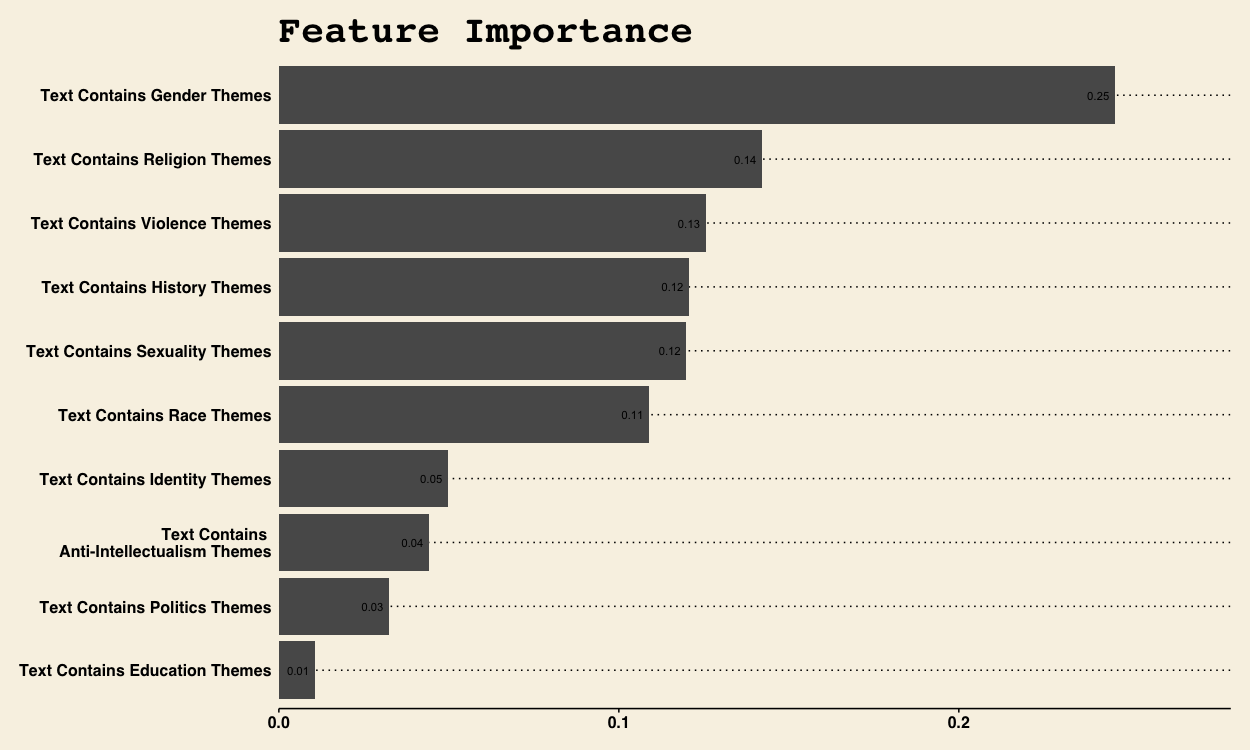 Feature Importance
Text Contains Gender Themes
0.25
Text Contains Religion Themes
0.14
Text Contains Violence Themes
0.13
Text Contains History Themes
0.12
Text Contains Sexuality Themes
0.12
Text Contains Race Themes
0.11
Text Contains Identity Themes
0.05
Text Contains
Anti-Intellectualism Themes
0.04
Text Contains Politics Themes
0.03
Text Contains Education Themes
0.01
0.0 0.1 0.2